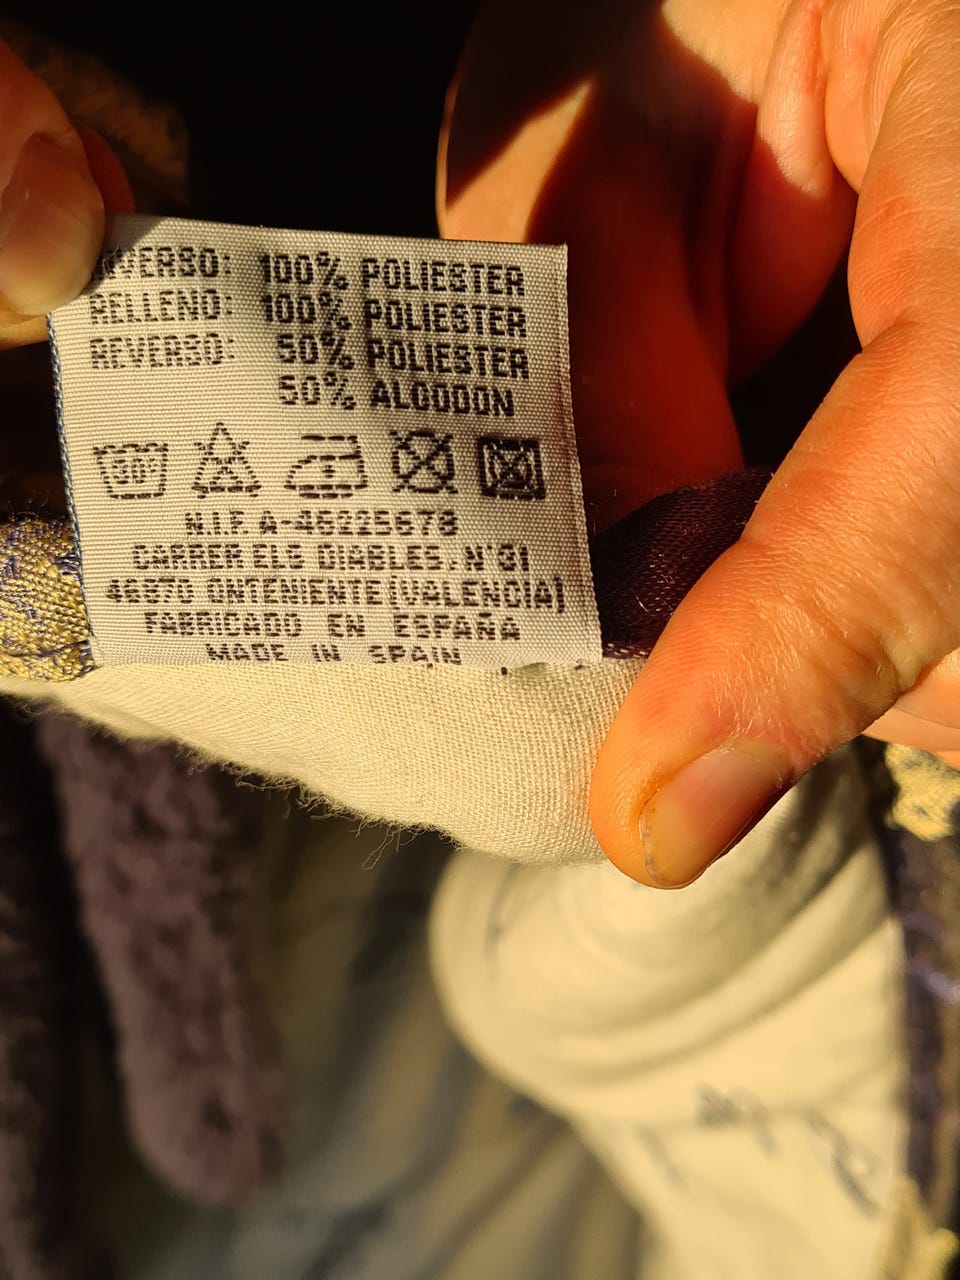 VERSO: 100% POLIESTER
RELLENO: 100% POLIESTER
REVERSO: 50% POLIESTER
50% ALGODON
30°
N.I.F. A-46225678
CARRER ELS DIABLES, N°31
46870 ONTENIENTE (VALENCIA)
FABRICADO EN ESPAÑA
MADE IN SPAIN